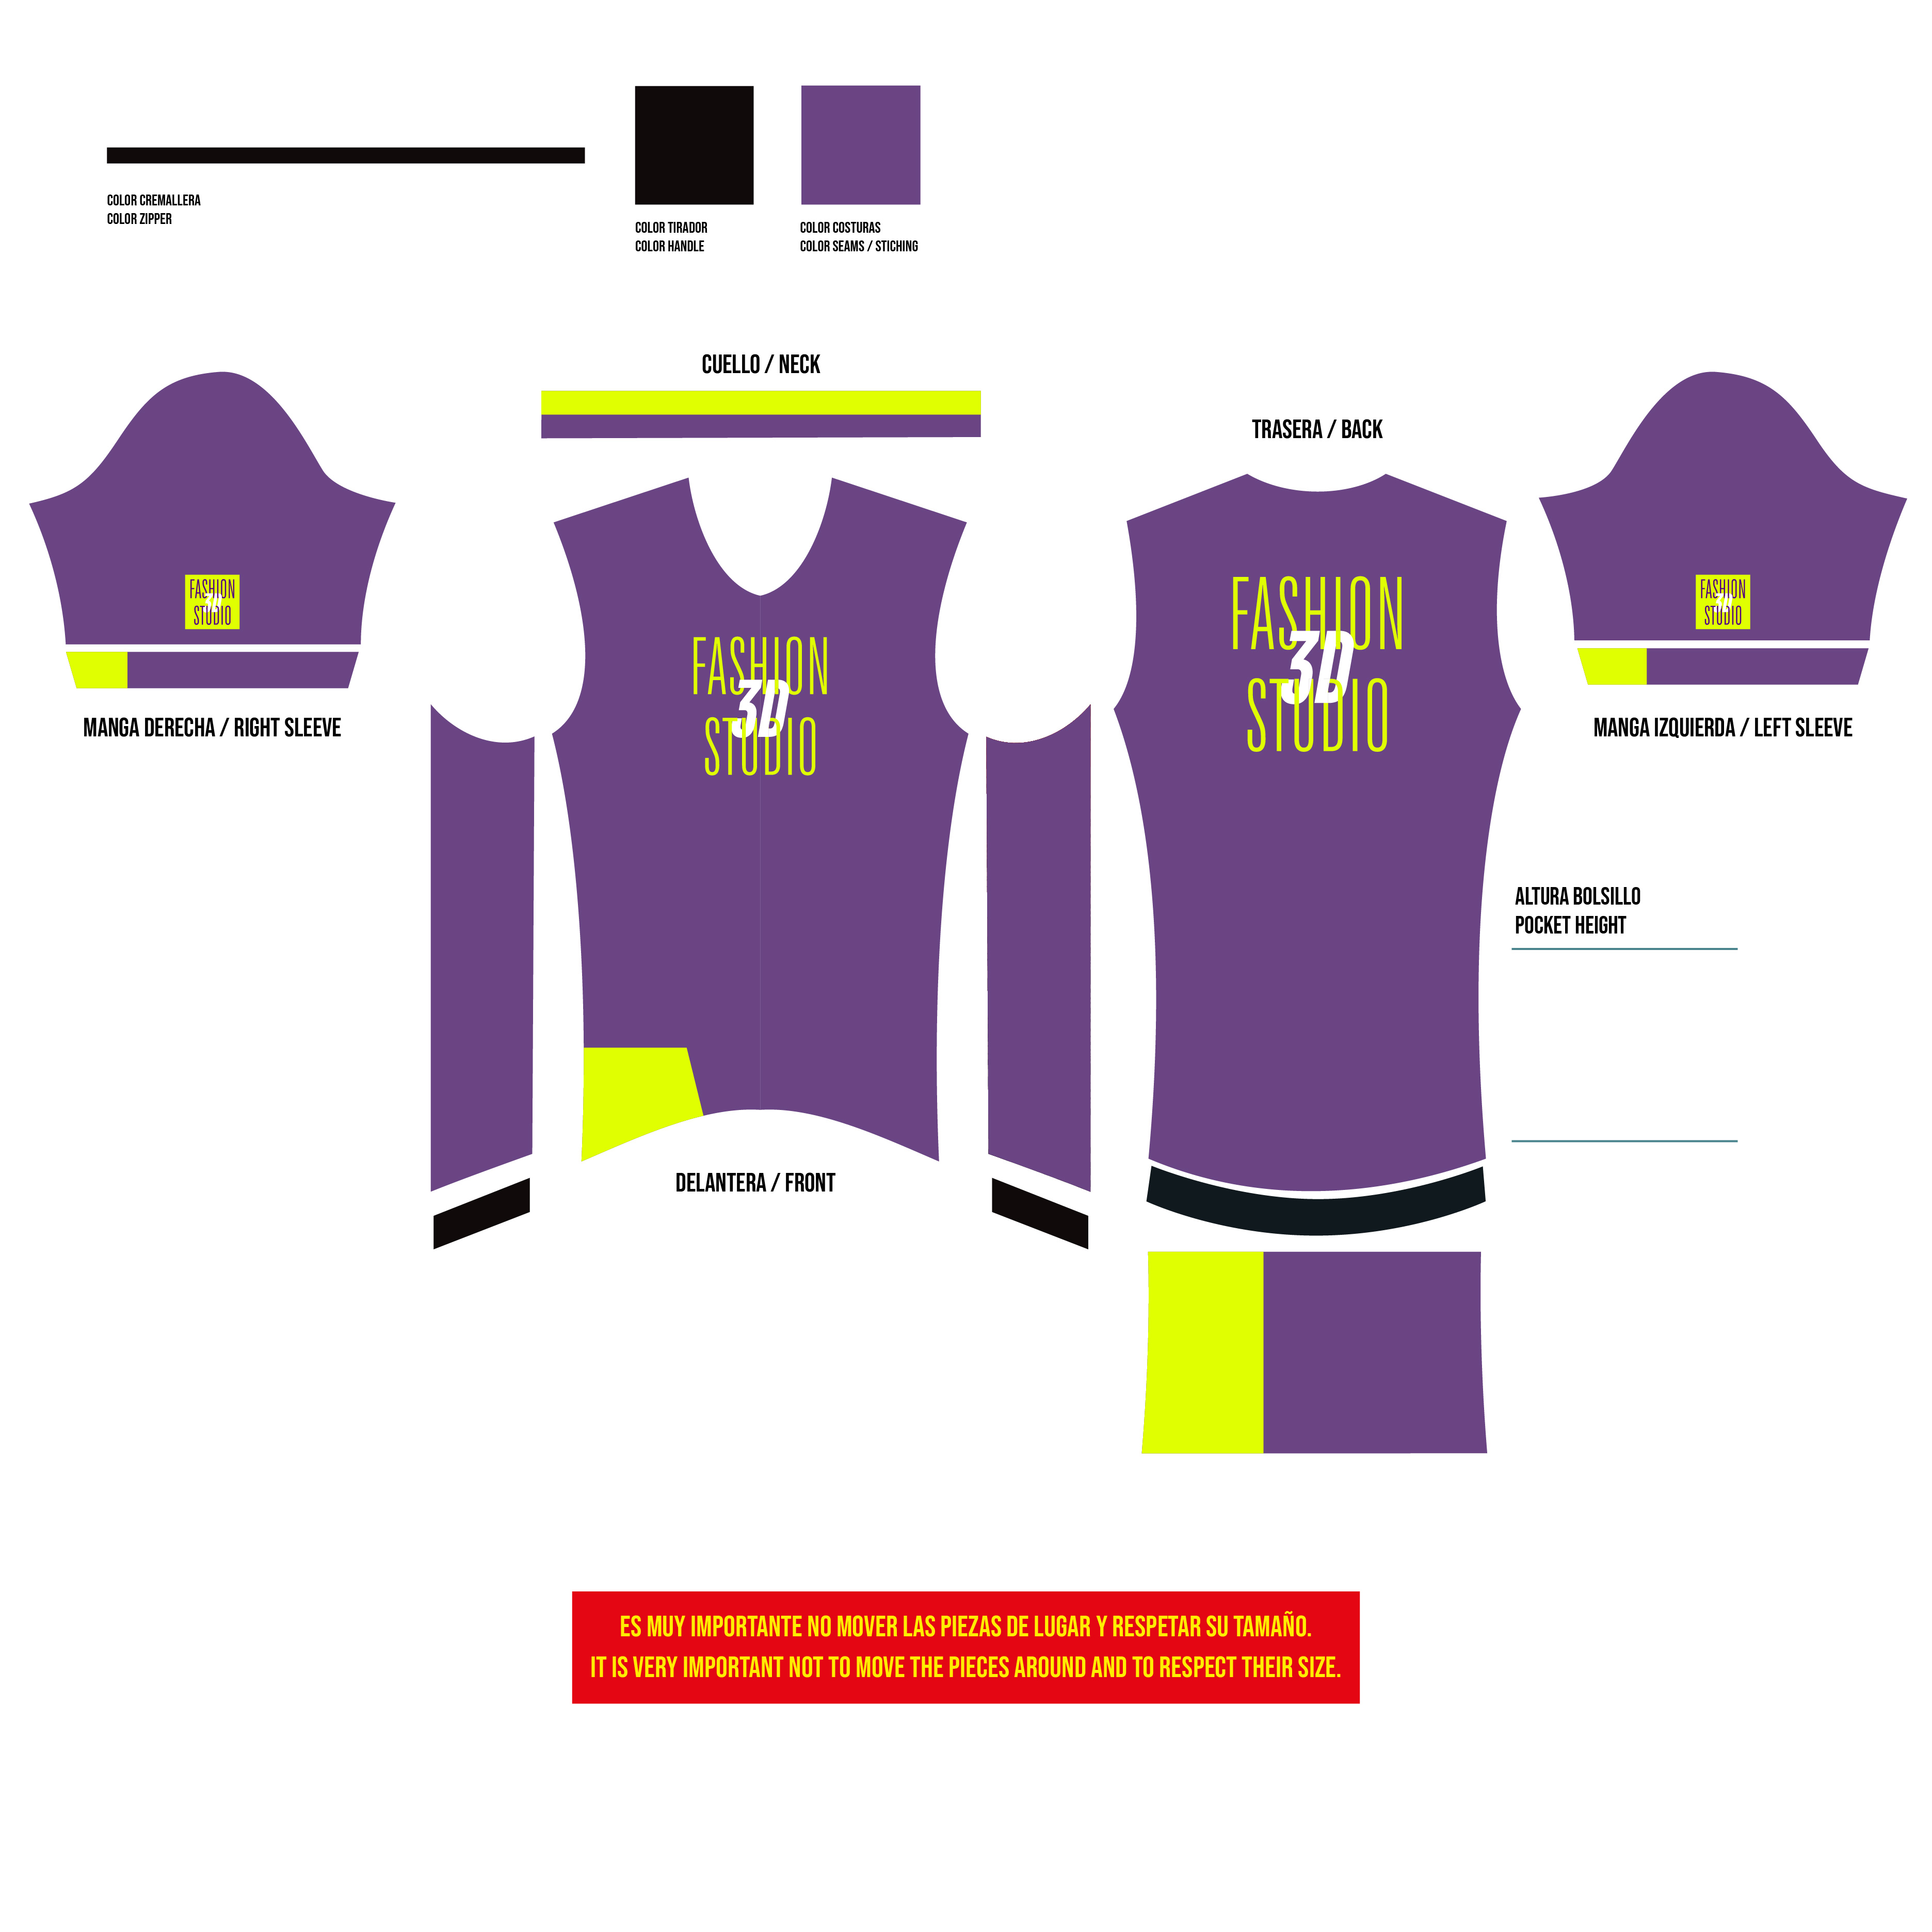 COLOR CREMALLERA
COLOR ZIPPER
COLOR TIRADOR
COLOR HANDLE
COLOR COSTURAS
COLOR SEAMS / STICHING
CUELLO / NECK
TRASERA / BACK
FASHION
3D
STUDIO
MANGA DERECHA / RIGHT SLEEVE
FASHION
3D
STUDIO
FASHION
3D
STUDIO
FASHION
3D
STUDIO
MANGA IZQUIERDA / LEFT SLEEVE
ALTURA BOLSILLO
POCKET HEIGHT
DELANTERA / FRONT
ES MUY IMPORTANTE NO MOVER LAS PIEZAS DE LUGAR Y RESPETAR SU TAMAÑO.
IT IS VERY IMPORTANT NOT TO MOVE THE PIECES AROUND AND TO RESPECT THEIR SIZE.